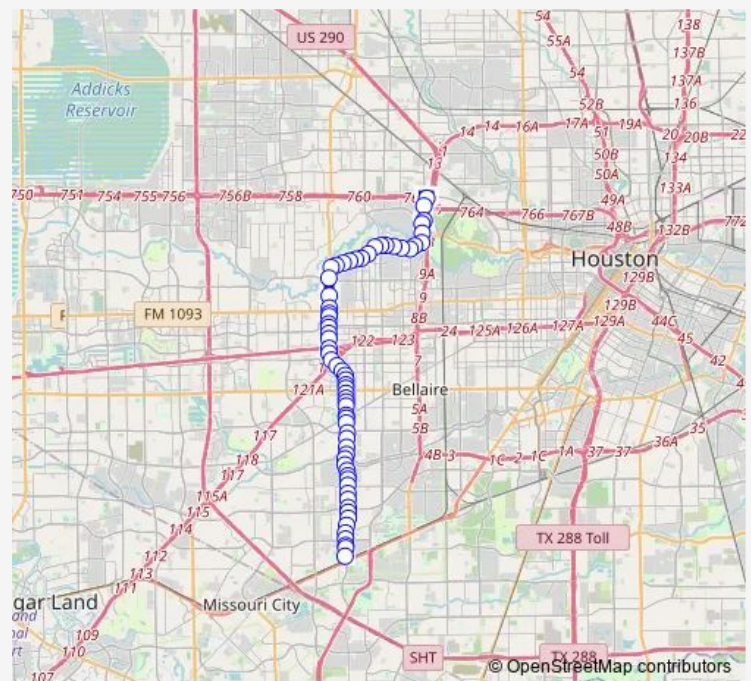 54
138
US 290
55A
137B
Addicks
Reservoir
54
137A
52B
136
14 14 16A 17A 19A
20 20B 22
13
51
134
50B
50A
133A
750 751 754 755 756 756B 758 760
764 766 767B
49A
48B
132B
Houston
9A
129B
9
129B
FM 1093
8B
24 125A 126A 127A 129A
44C
122 123
45
7
42
121A
Bellaire
5A
5B
117
35
36A
118
4B 3 1C 2 1C 1A 37 37
117
115A
115
114
TX 288 Toll
112
113
111
gar Land
Missouri City
109
110
SHT
TX 288
107
© OpenStreetMap contributors